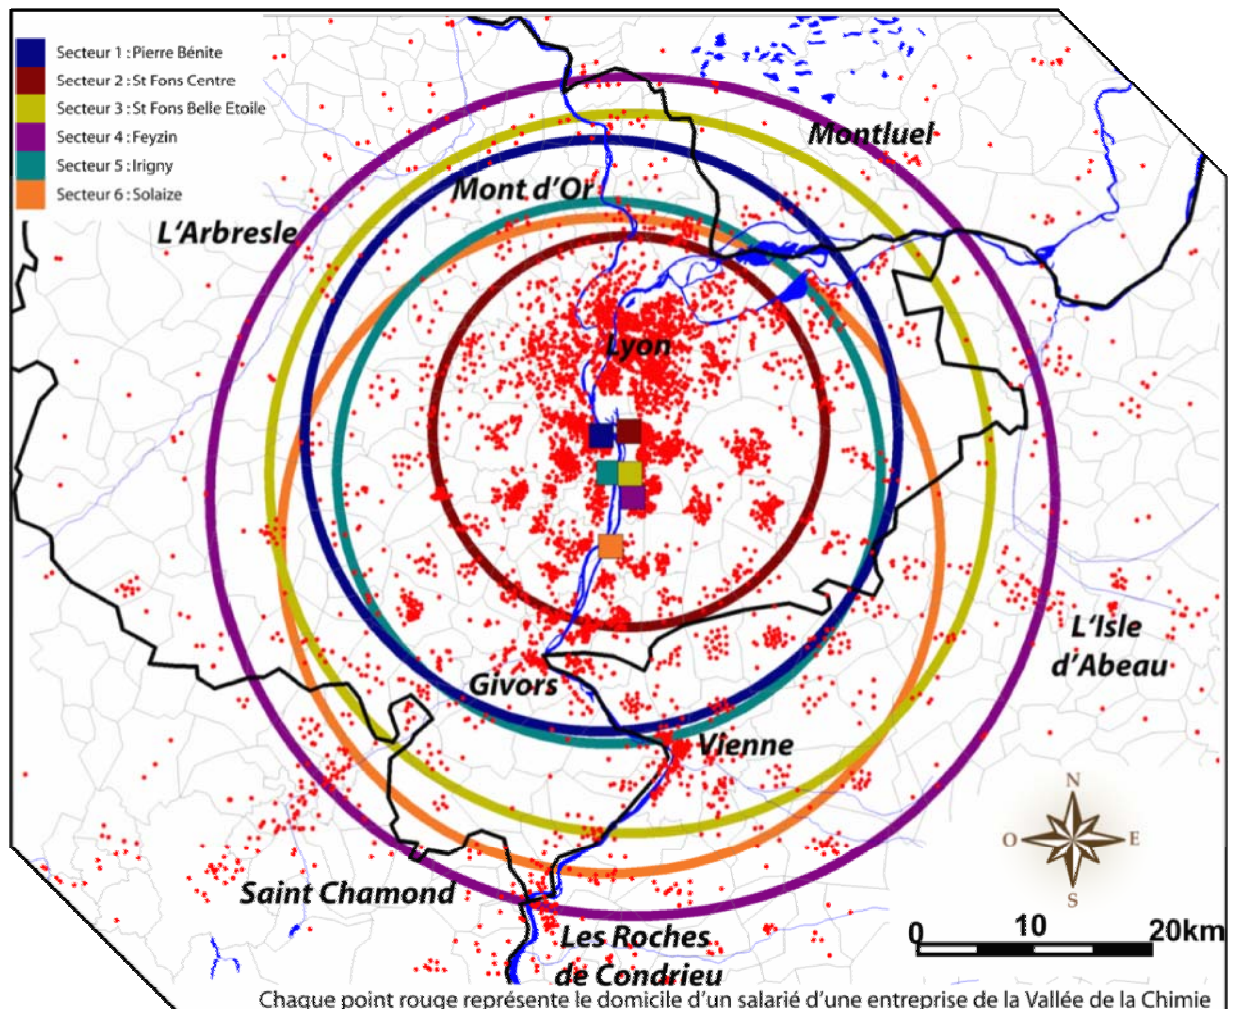 Secteur 1 : Pierre Bénite
Secteur 2 : St Fons Centre
Secteur 3 : St Fons Belle Etoile
Secteur 4 : Feyzin
Secteur 5 : Irigny
Secteur 6 : Solaize
Montluel
Mont d'Or
L'Arbresle
Lyon
L'Isle
d'Abeau
Givors
Vienne
N
O
E
S
Saint Chamond
Les Roches
de Condrieu
0 10 20km
Chaque point rouge représente le domicile d'un salarié d'une entreprise de la Vallée de la Chimie